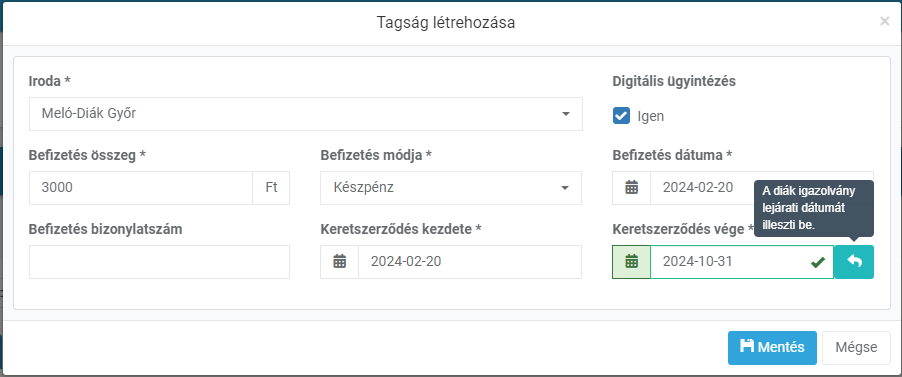 Tagság létrehozása
×
Iroda *
Digitális ügyintézés
Meló-Diák Győr
Igen
Befizetés összeg *
Befizetés módja *
Befizetés dátuma *
3000
Ft
Készpénz
2024-02-20
A diák igazolvány
lejárati dátumát
illeszti be.
Befizetés bizonylatszám
Keretszerződés kezdete *
Keretszerződés vége *
2024-02-20
2024-10-31
Mentés
Mégse